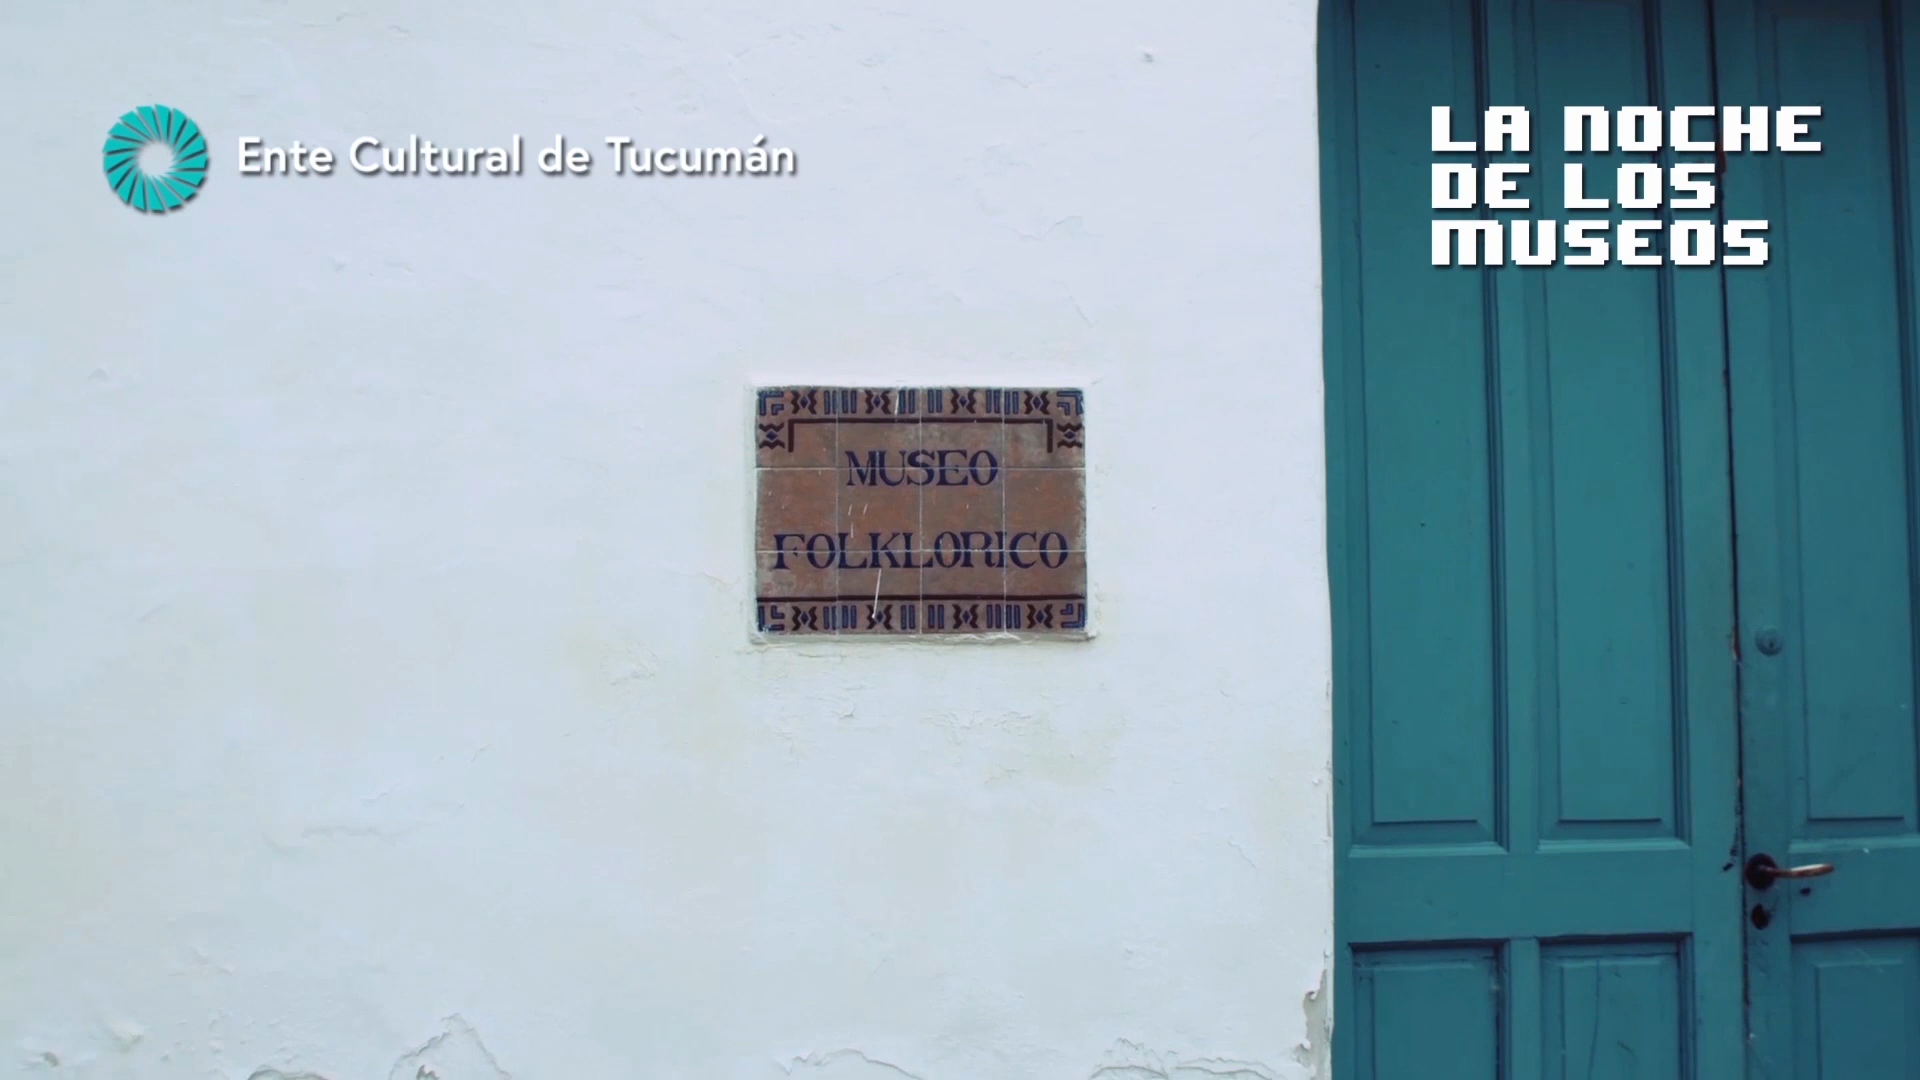 Ente Cultural de Tucumán
LA NOCHE
DE LOS
MUSEOS
MUSEO
FOLKLORICO